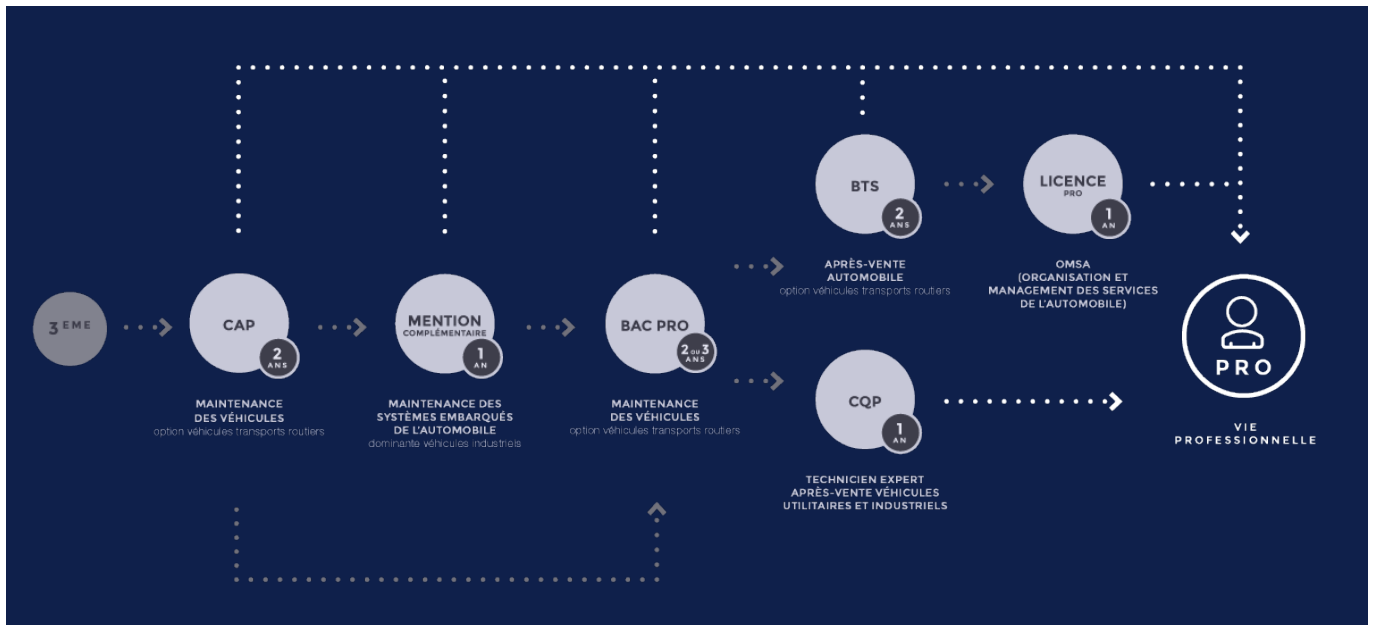 3 EME
CAP
2
ANS
MAINTENANCE
DES VÉHICULES
option véhicules transports routiers
MENTION
COMPLÉMENTAIRE
1
AN
MAINTENANCE DES
SYSTÈMES EMBARQUÉS
DE L'AUTOMOBILE
dominante véhicules industriels
BAC PRO
2 OU 3
ANS
MAINTENANCE
DES VÉHICULES
option véhicules transports routiers
BTS
2
ANS
APRÈS-VENTE
AUTOMOBILE
option véhicules transports routiers
LICENCE
PRO
1
AN
OMSA
(ORGANISATION ET
MANAGEMENT DES SERVICES
DE L'AUTOMOBILE)
CQP
1
AN
TECHNICIEN EXPERT
APRÈS-VENTE VÉHICULES
UTILITAIRES ET INDUSTRIELS
PRO
VIE
PROFESSIONNELLE